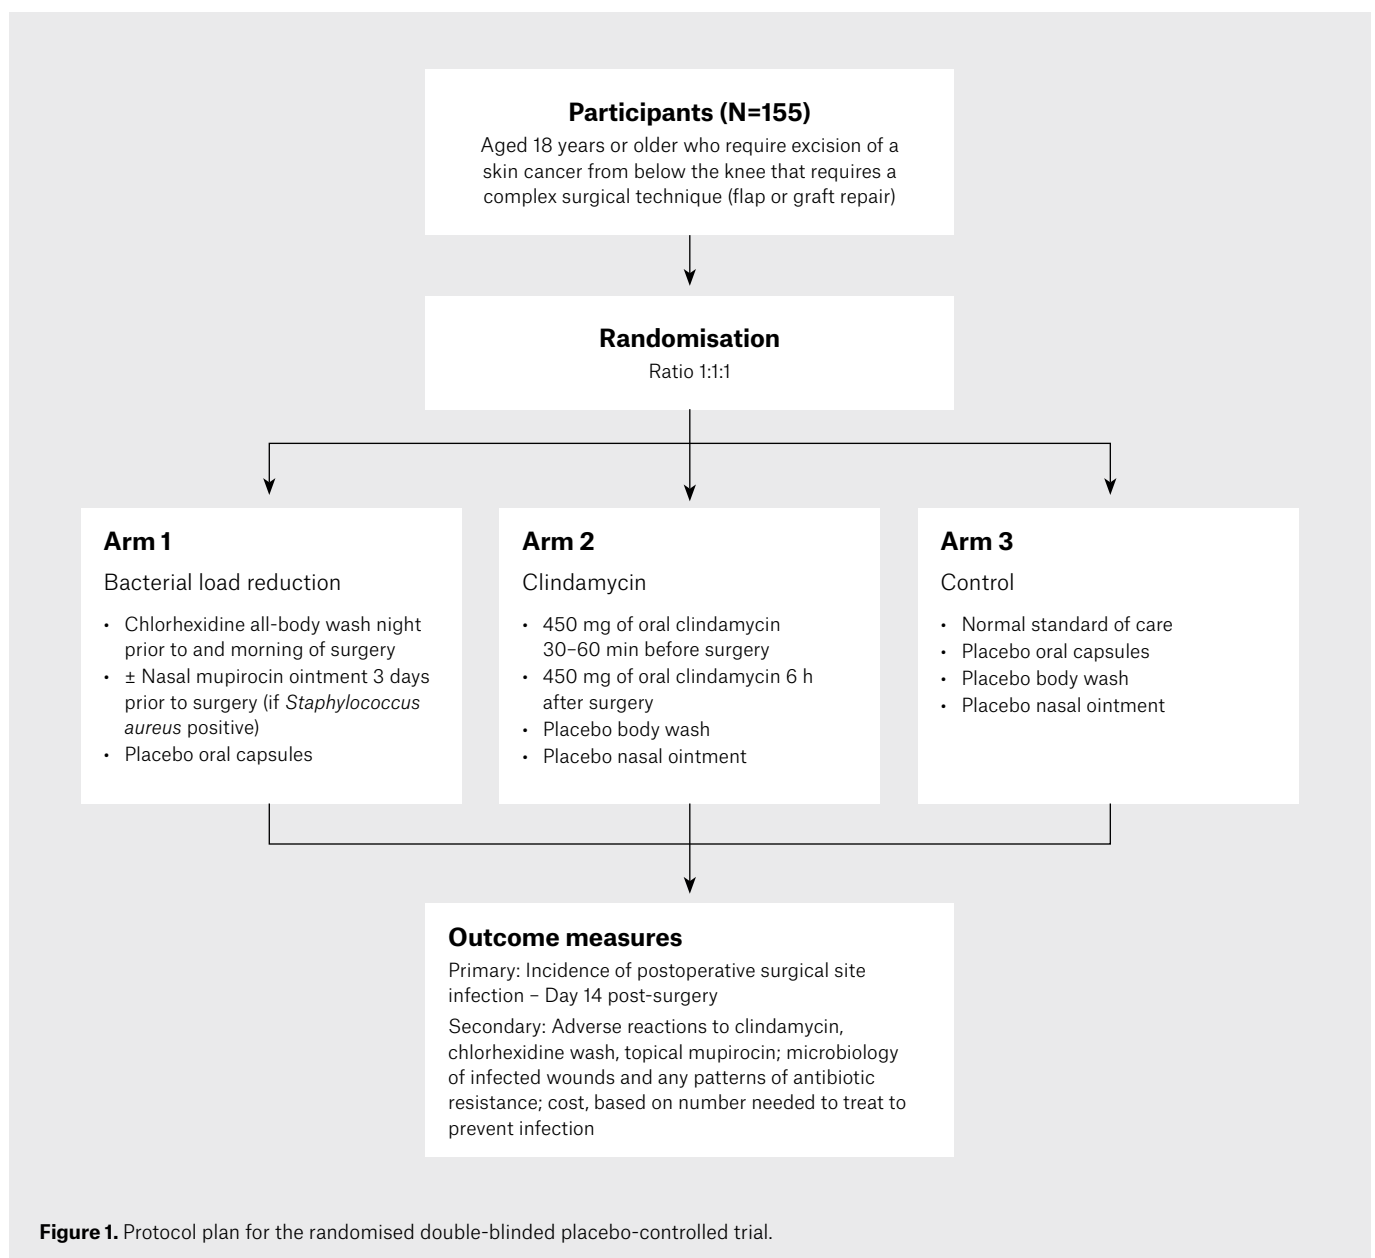 Participants (N=155)
Aged 18 years or older who require excision of a
skin cancer from below the knee that requires a
complex surgical technique (flap or graft repair)
Randomisation
Ratio 1:1:1
Arm 1
Bacterial load reduction
• Chlorhexidine all-body wash night
prior to and morning of surgery
• ± Nasal mupirocin ointment 3 days
prior to surgery (if Staphylococcus
aureus positive)
• Placebo oral capsules
Arm 2
Clindamycin
• 450 mg of oral clindamycin
30–60 min before surgery
• 450 mg of oral clindamycin 6 h
after surgery
• Placebo body wash
• Placebo nasal ointment
Arm 3
Control
• Normal standard of care
• Placebo oral capsules
• Placebo body wash
• Placebo nasal ointment
Outcome measures
Primary: Incidence of postoperative surgical site
infection – Day 14 post-surgery
Secondary: Adverse reactions to clindamycin,
chlorhexidine wash, topical mupirocin; microbiology
of infected wounds and any patterns of antibiotic
resistance; cost, based on number needed to treat to
prevent infection
Figure 1. Protocol plan for the randomised double-blinded placebo-controlled trial.